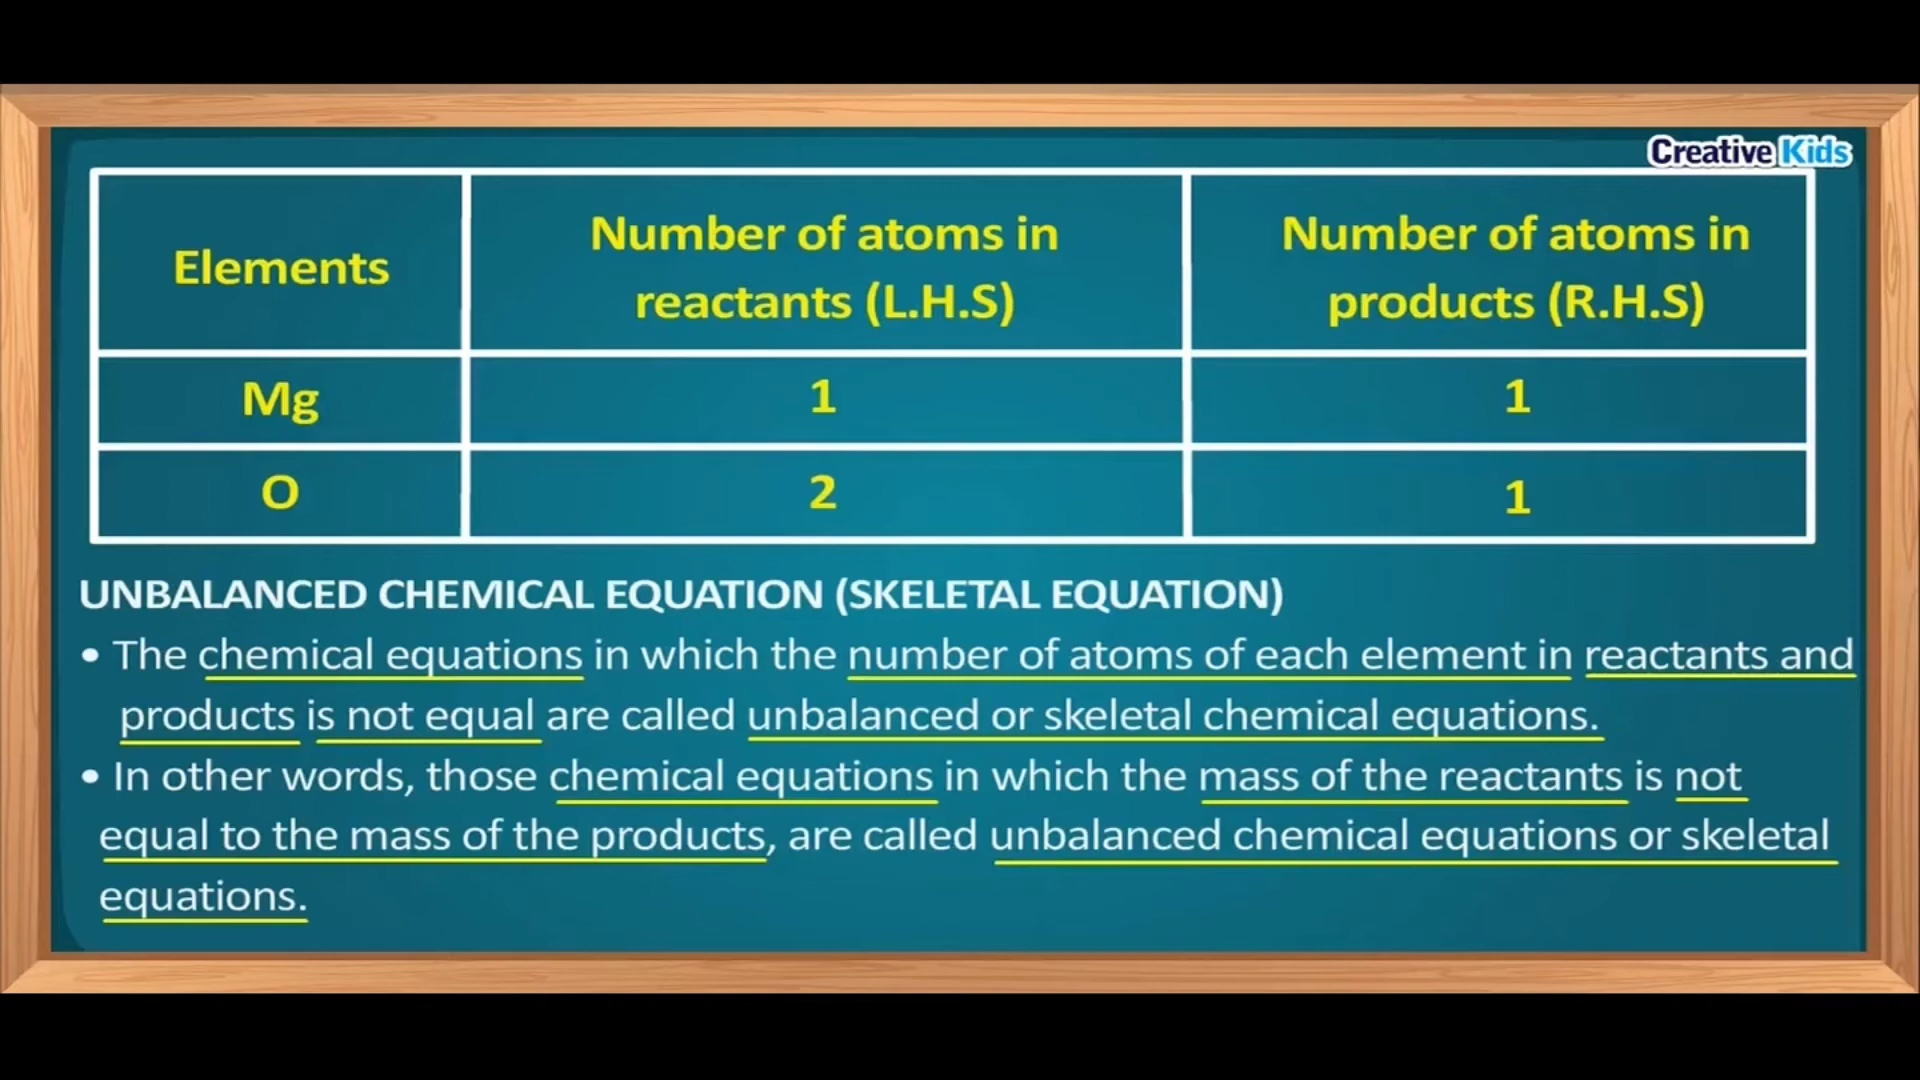 Creative Kids
Elements
Number of atoms in
reactants (L.H.S)
Number of atoms in
products (R.H.S)
Mg
1
1
O
2
1
UNBALANCED CHEMICAL EQUATION (SKELETAL EQUATION)
• The chemical equations in which the number of atoms of each element in reactants and
products is not equal are called unbalanced or skeletal chemical equations.
• In other words, those chemical equations in which the mass of the reactants is not
equal to the mass of the products, are called unbalanced chemical equations or skeletal
equations.